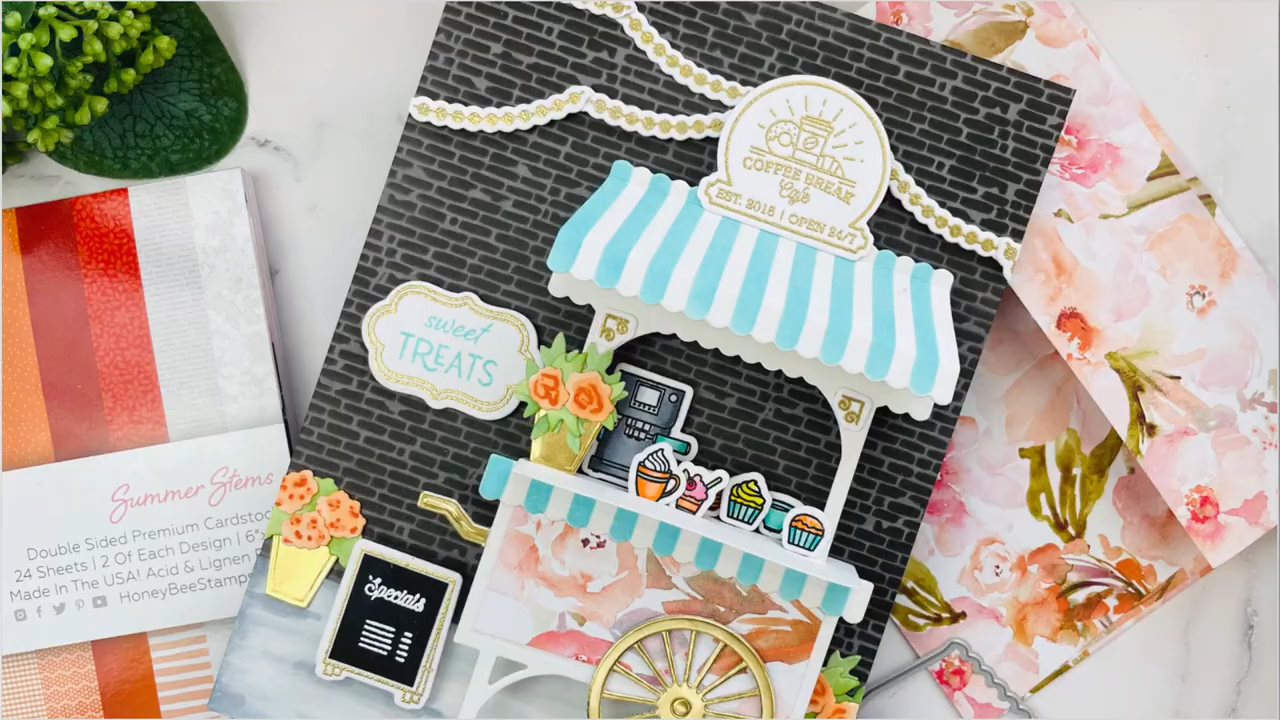 COFFEE BREAK
Cafe
EST. 2015 | OPEN 24/7
sweet
TREATS
Specials
Summer Stems
Double Sided Premium Cardstoc
24 Sheets | 2 Of Each Design | 6"
Made In The USA! Acid & Lignen
HoneyBeeStamps